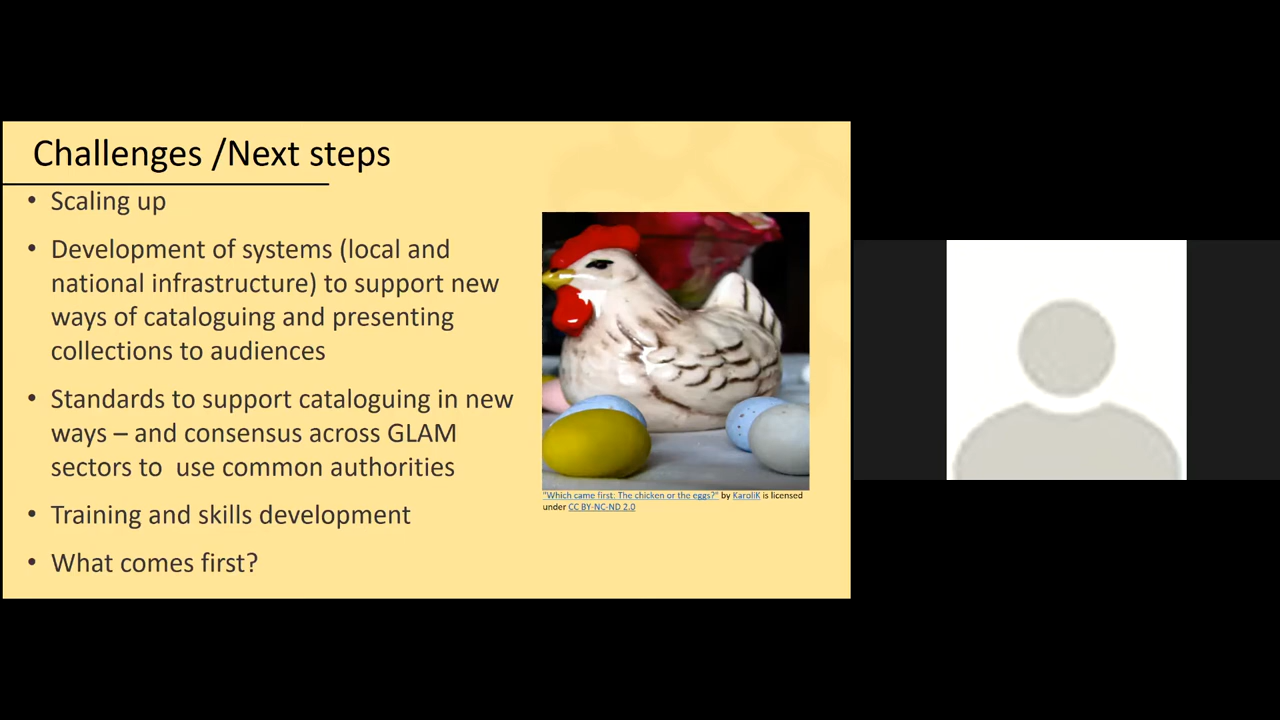 Challenges /Next steps
• Scaling up
• Development of systems (local and
national infrastructure) to support new
ways of cataloguing and presenting
collections to audiences
• Standards to support cataloguing in new
ways – and consensus across GLAM
sectors to  use common authorities
• Training and skills development
• What comes first?
"Which came first: The chicken or the eggs?" by KaroliK is licensed
under CC BY-NC-ND 2.0